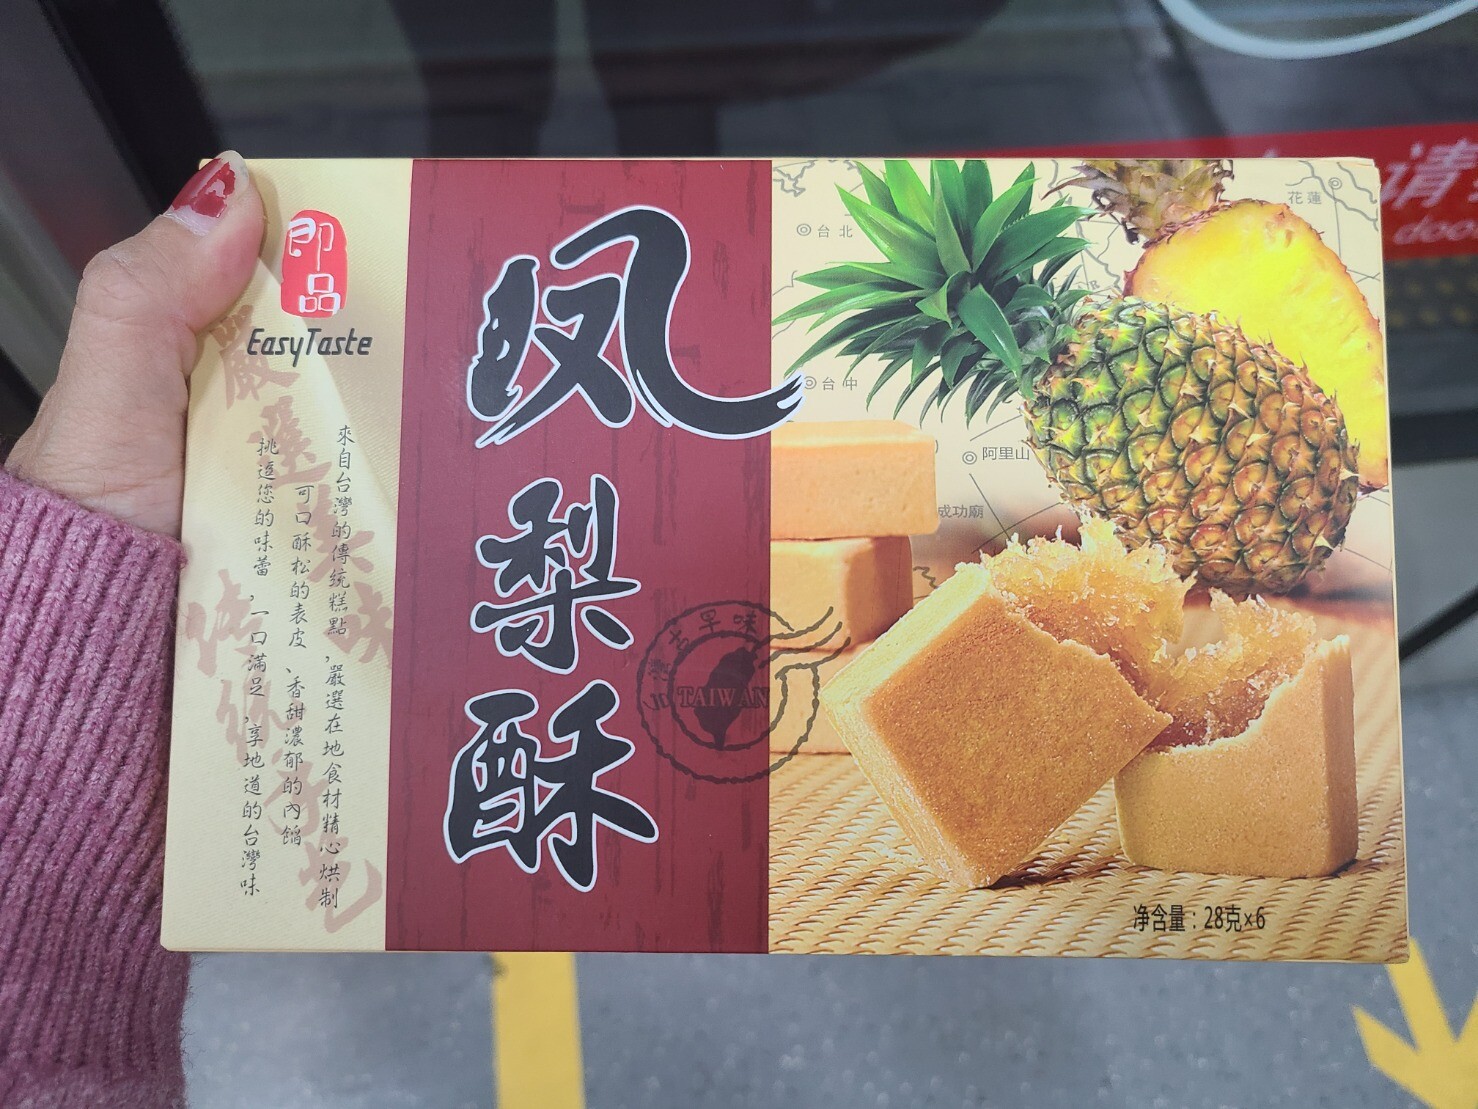 即品
EasyTaste
來自台灣的傳統糕點,嚴選在地食材精心烘制
可口酥松的表皮、香甜濃郁的內餡
挑逗您的味蕾,一口滿足,享地道的台灣味
凤梨酥
古早味
TAIWAN
台北
花蓮
台中
阿里山
成功廟
净含量:28克×6
请
door